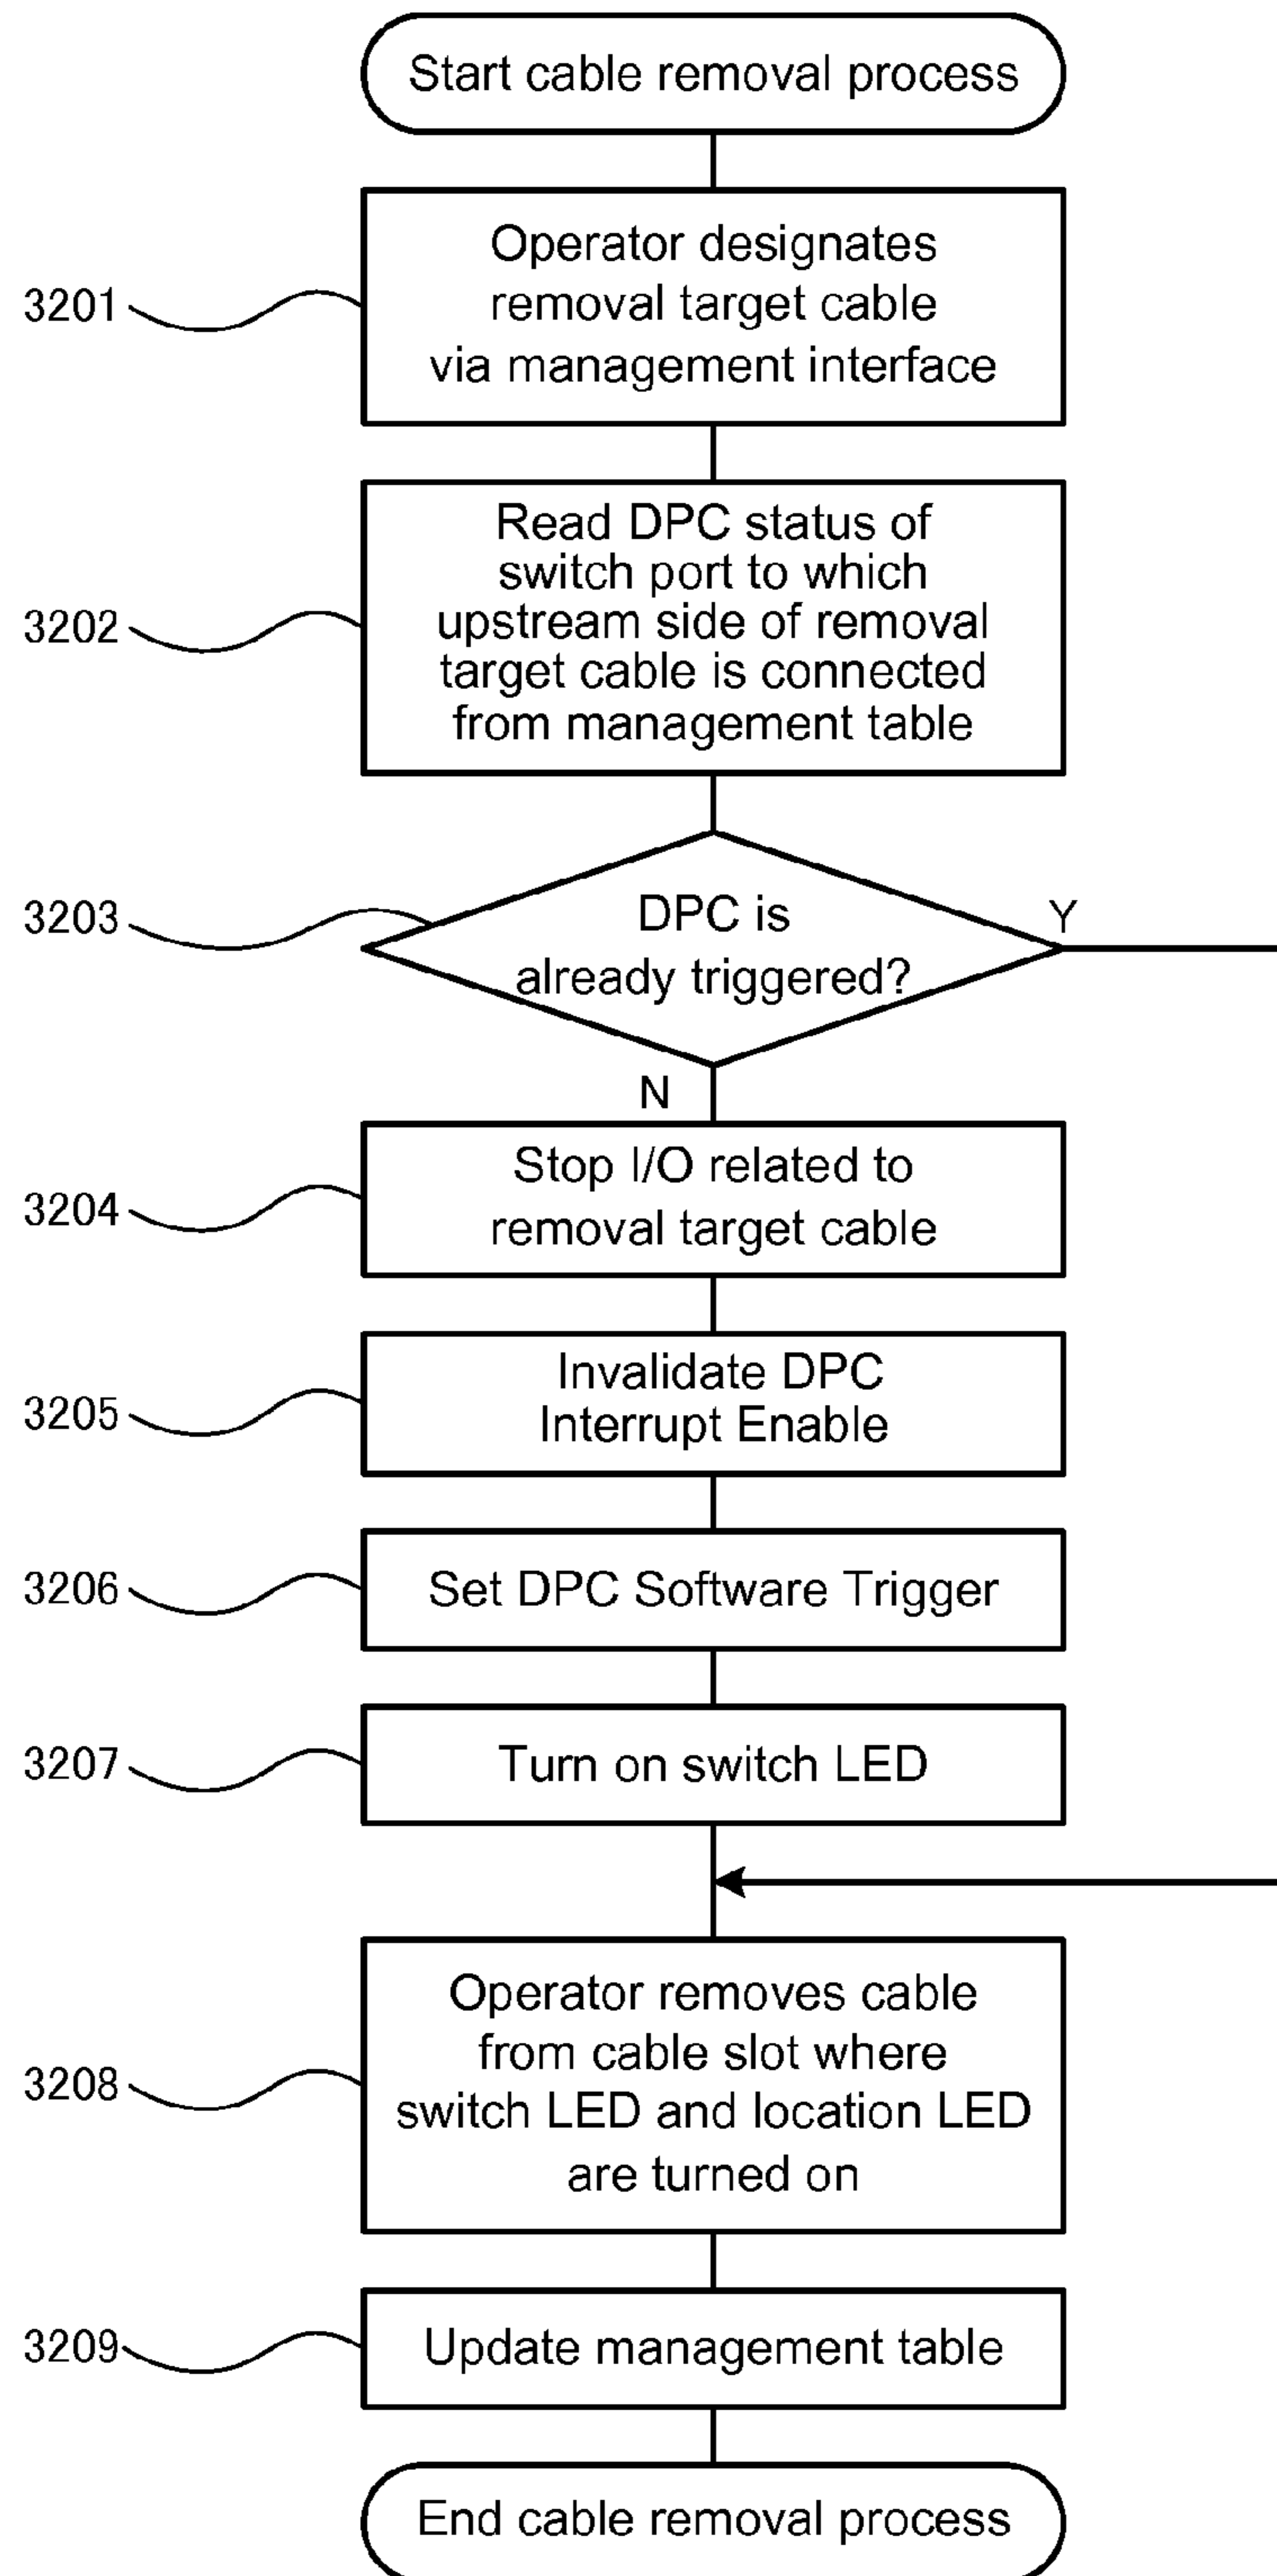 Start cable removal process
3201
Operator designates
removal target cable
via management interface
3202
Read DPC status of
switch port to which
upstream side of removal
target cable is connected
from management table
3203
DPC is
already triggered?
Y
N
3204
Stop I/O related to
removal target cable
3205
Invalidate DPC
Interrupt Enable
3206
Set DPC Software Trigger
3207
Turn on switch LED
3208
Operator removes cable
from cable slot where
switch LED and location LED
are turned on
3209
Update management table
End cable removal process